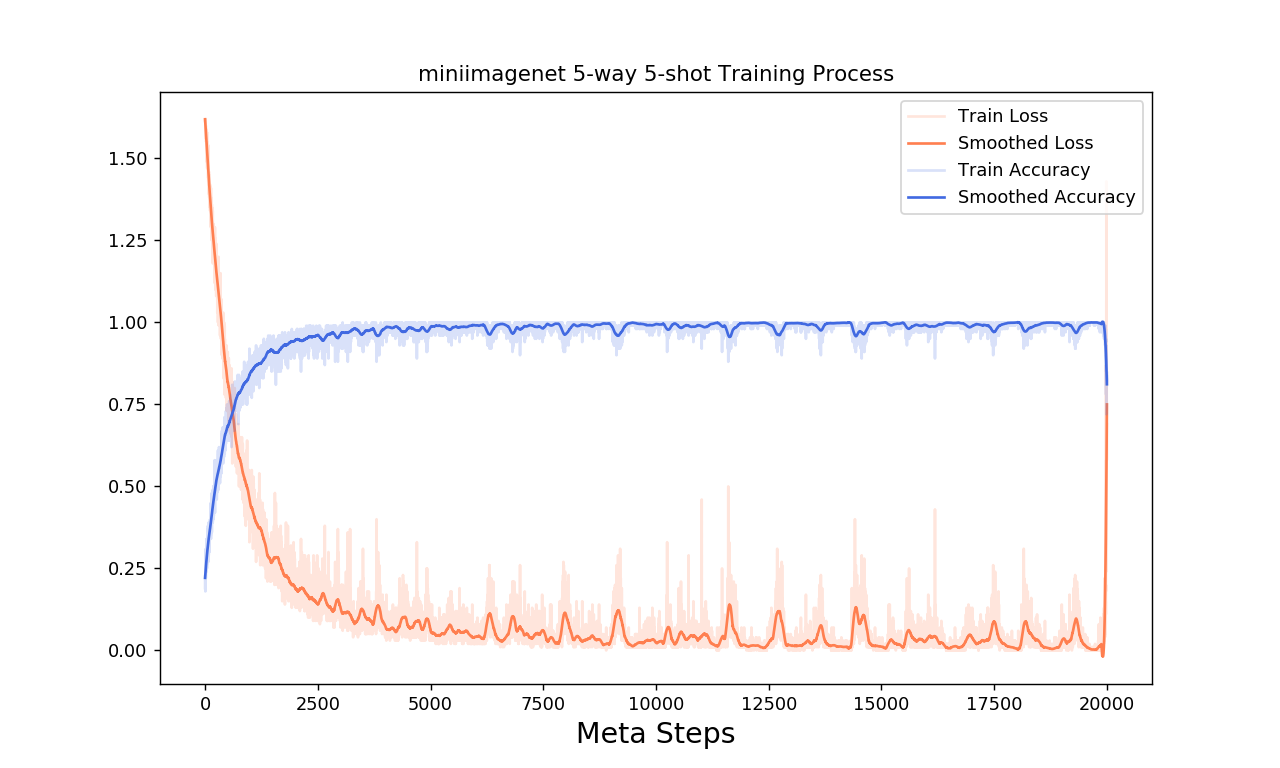 miniimagenet 5-way 5-shot Training Process
Train Loss
Smoothed Loss
Train Accuracy
Smoothed Accuracy
1.50
1.25
1.00
0.75
0.50
0.25
0.00
0 2500 5000 7500 10000 12500 15000 17500 20000
Meta Steps